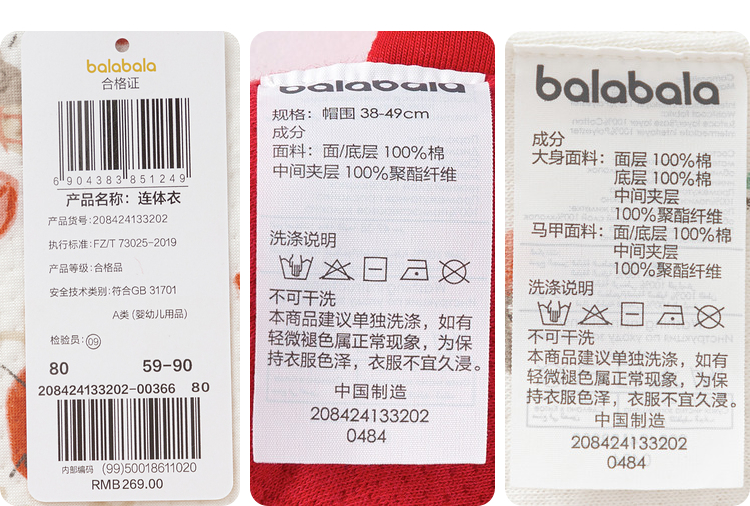 balabala
合格证
6 904383 851249
产品名称：连体衣
产品货号:208424133202
执行标准:FZ/T 73025-2019
产品等级:合格品
安全技术类别:符合GB 31701
A类 (婴幼儿用品)
检验员: 09
80 59-90
208424133202-00366 80
内部编码 (99)50018611020
RMB269.00
balabala
规格：帽围 38-49cm
成分
面料：面/底层 100%棉
中间夹层 100%聚酯纤维
洗涤说明
不可干洗
本商品建议单独洗涤，如有
轻微褪色属正常现象，为保
持衣服色泽，衣服不宜久浸。
中国制造
208424133202
0484
balabala
成分
大身面料：面层 100%棉
底层 100%棉
中间夹层
100%聚酯纤维
马甲面料：面/底层 100%棉
中间夹层
100%聚酯纤维
洗涤说明
不可干洗
本商品建议单独洗涤，如有
轻微褪色属正常现象，为保
持衣服色泽，衣服不宜久浸。
中国制造
208424133202
0484